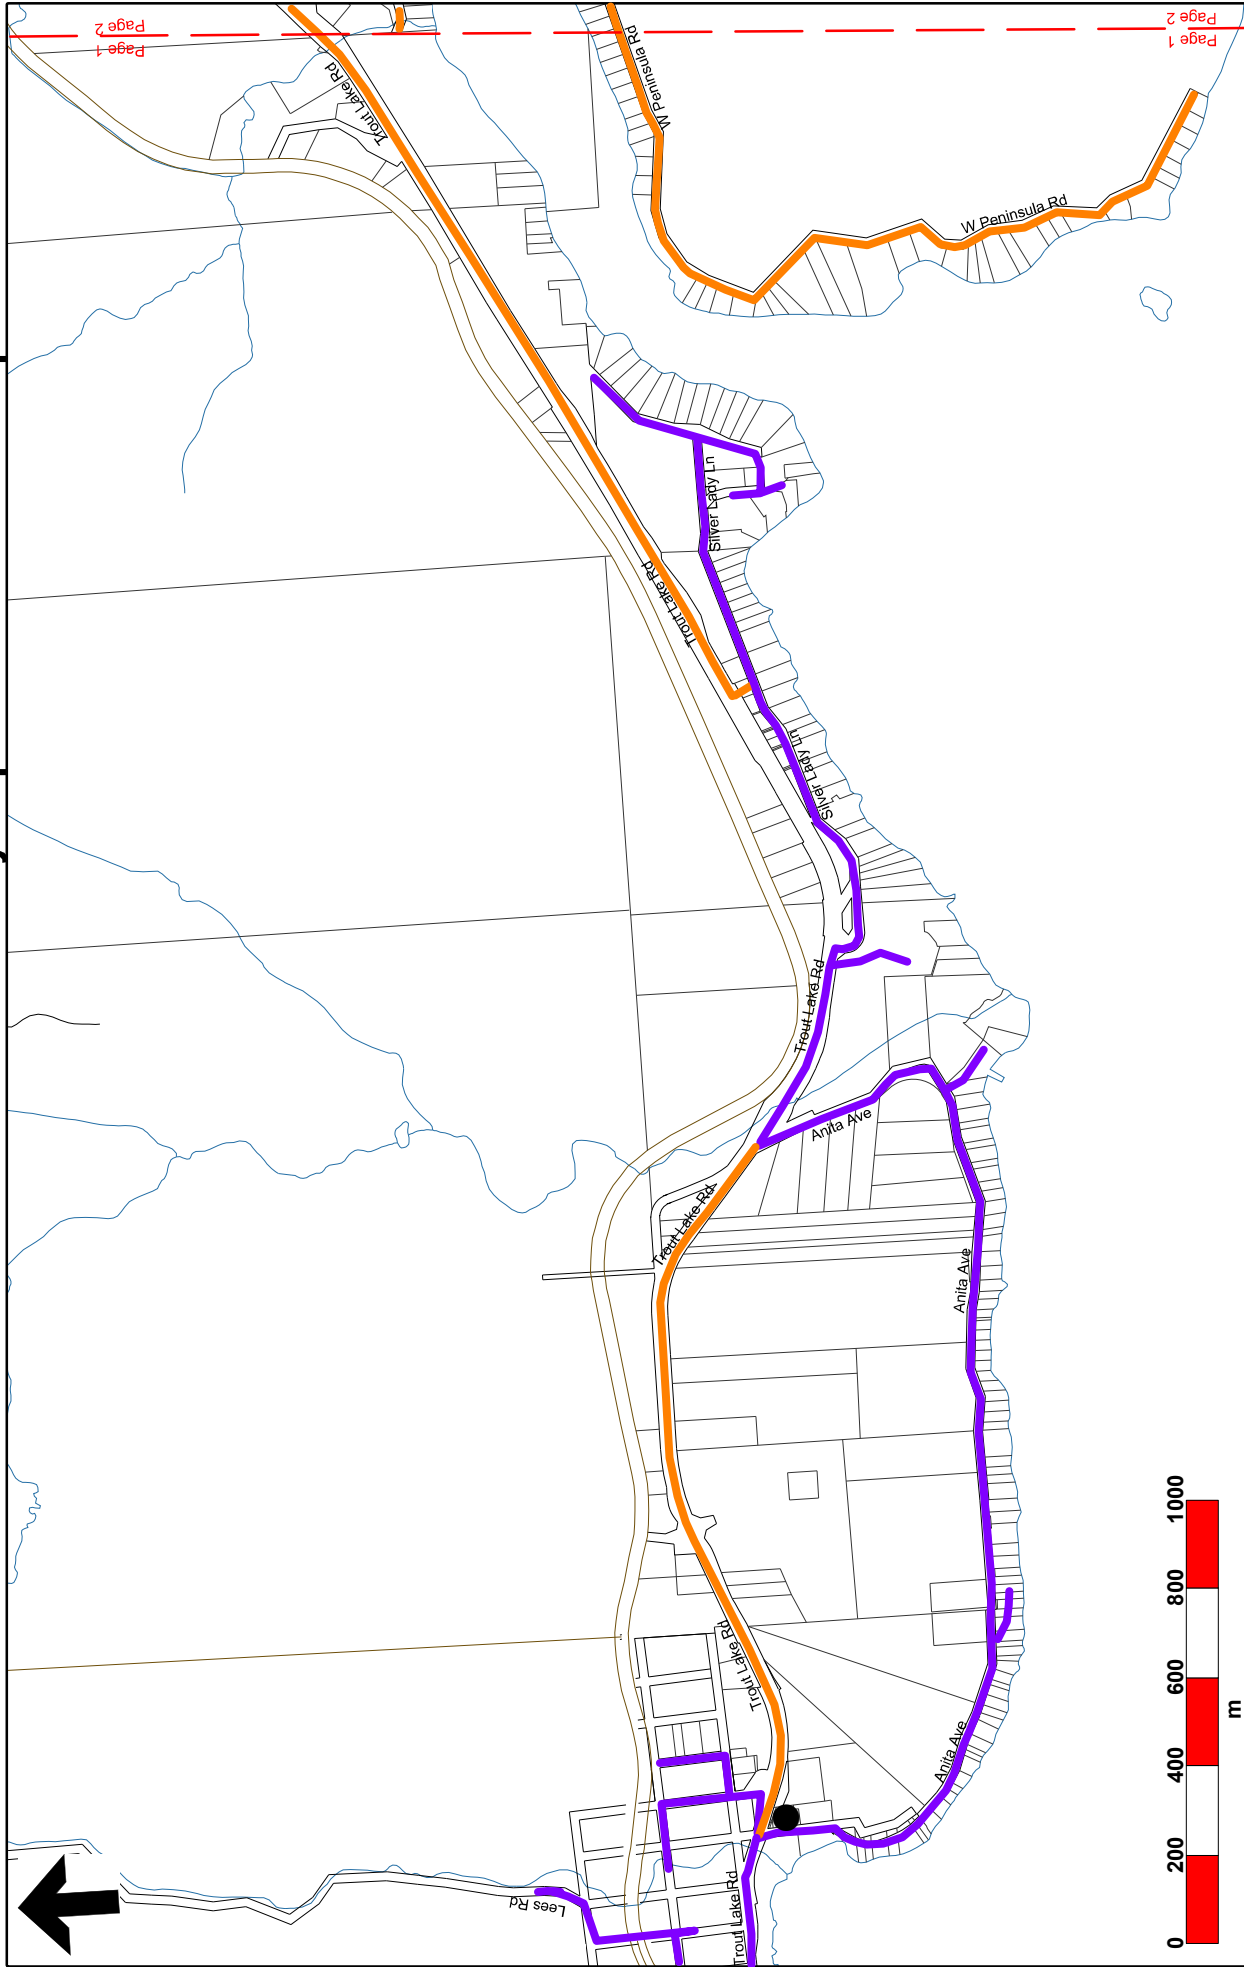 Page 2
Page 1
Page 2
Page 1
Trout Lake Rd
W Peninsula Rd
W Peninsula Rd
Silver Lady Ln
Trout Lake Rd
Silver Lady Ln
Trout Lake Rd
Anita Ave
Trout Lake Rd
Anita Ave
Trout Lake Rd
Anita Ave
Lees Rd
Trout Lake Rd
0 200 400 600 800 1000
m